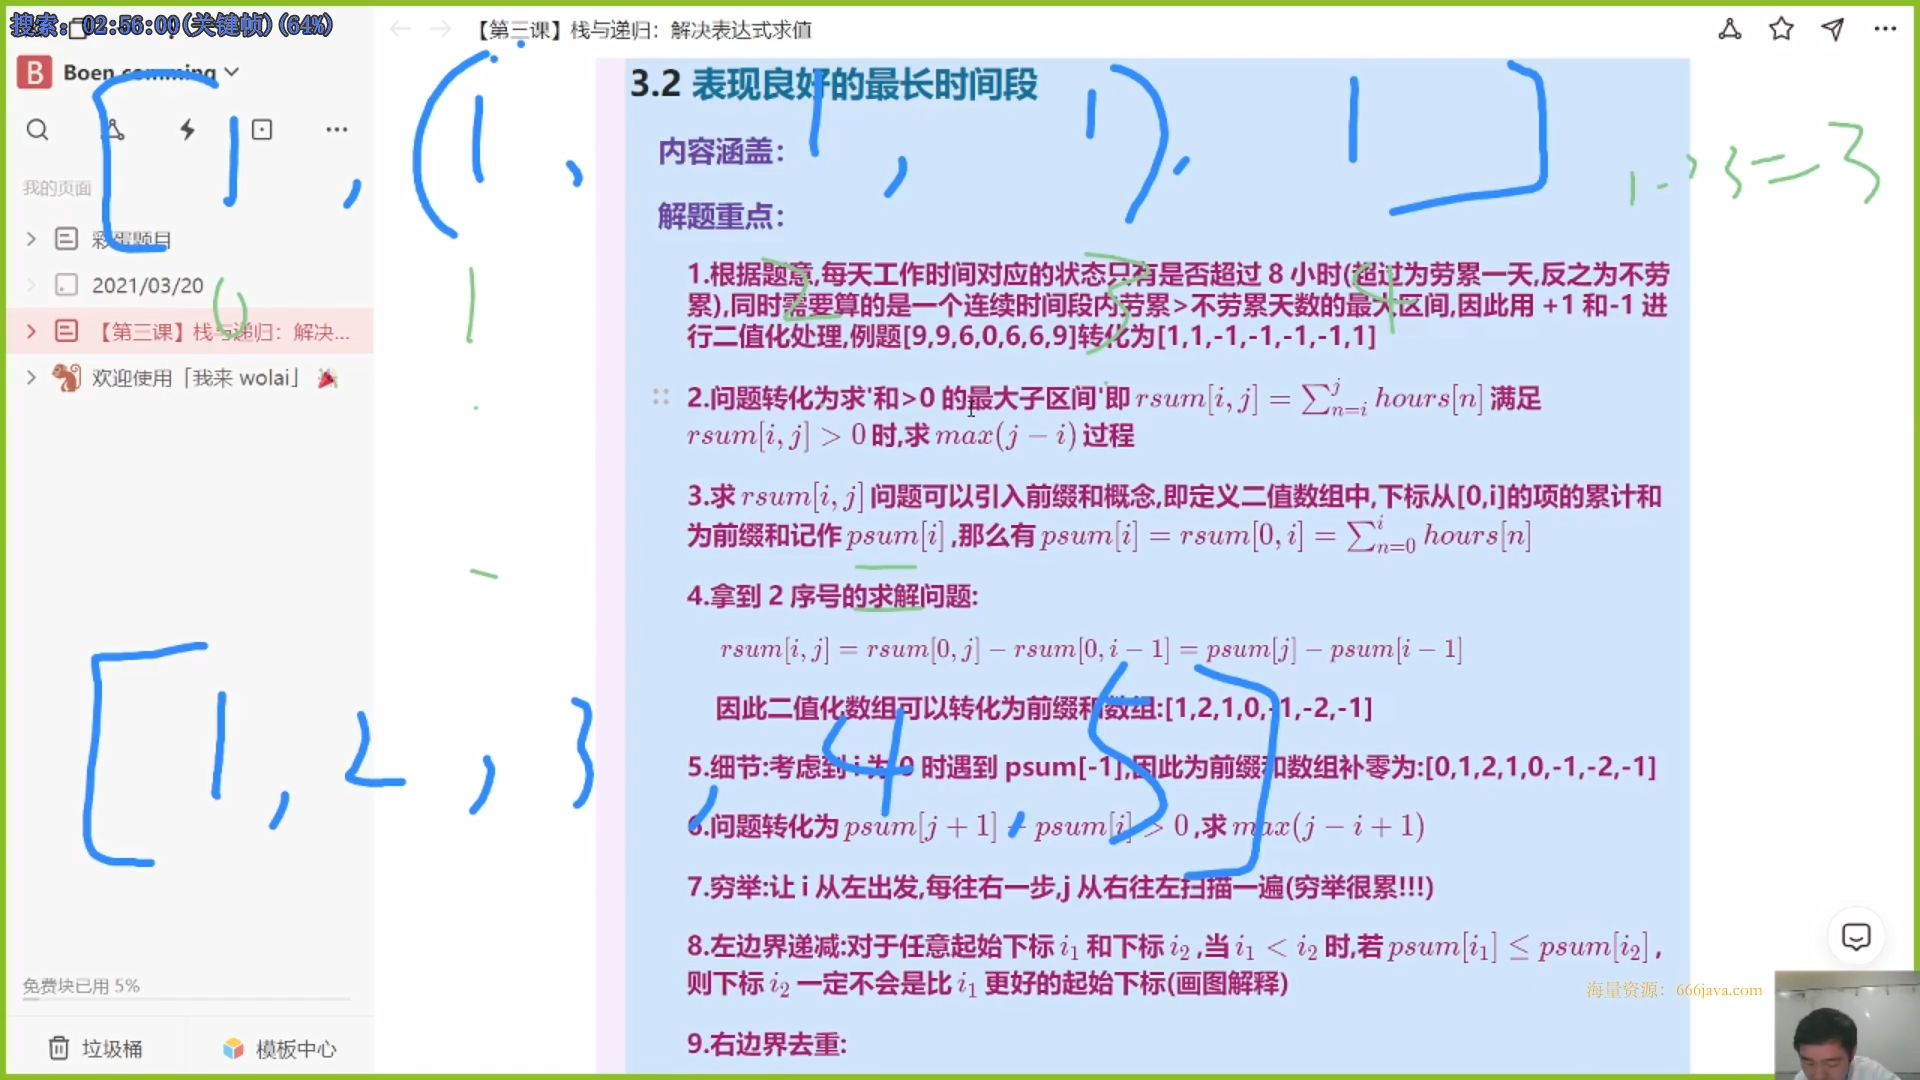 搜索: 02:56:00(关键帧)(64%)
【第三课】栈与递归：解决表达式求值
B Boen comming
我的页面
彩蛋题目
2021/03/20
【第三课】栈与递归：解决...
欢迎使用「我来 wolai」
免费块已用 5%
垃圾桶
模板中心
3.2 表现良好的最长时间段
内容涵盖：
解题重点：
1.根据题意,每天工作时间对应的状态只有是否超过 8 小时(超过为劳累一天,反之为不劳
累),同时需要算的是一个连续时间段内劳累>不劳累天数的最大区间,因此用 +1 和-1 进
行二值化处理,例题[9,9,6,0,6,6,9]转化为[1,1,-1,-1,-1,-1,1]
2.问题转化为求'和>0 的最大子区间'即 rsum[i,j] = ∑_{n=i}^{j} hours[n] 满足
rsum[i,j] > 0 时,求 max(j − i) 过程
3.求 rsum[i,j] 问题可以引入前缀和概念,即定义二值数组中,下标从[0,i]的项的累计和
为前缀和记作 psum[i] ,那么有 psum[i] = rsum[0,i] = ∑_{n=0}^{i} hours[n]
4.拿到 2 序号的求解问题:
rsum[i,j] = rsum[0,j] − rsum[0,i − 1] = psum[j] − psum[i − 1]
因此二值化数组可以转化为前缀和数组:[1,2,1,0,-1,-2,-1]
5.细节:考虑到 i 为 0 时遇到 psum[-1],因此为前缀和数组补零为:[0,1,2,1,0,-1,-2,-1]
6.问题转化为 psum[j + 1] − psum[i] > 0 ,求 max(j − i + 1)
7.穷举:让 i 从左出发,每往右一步,j 从右往左扫描一遍(穷举很累!!!)
8.左边界递减:对于任意起始下标 i₁ 和下标 i₂ ,当 i₁ < i₂ 时,若 psum[i₁] ≤ psum[i₂] ,
则下标 i₂ 一定不会是比 i₁ 更好的起始下标(画图解释)
9.右边界去重:
[1, (1, 1, 1), 1]
0 1 2 3 4
[1, 2, 3, 4, 5]
海量资源：666java.com